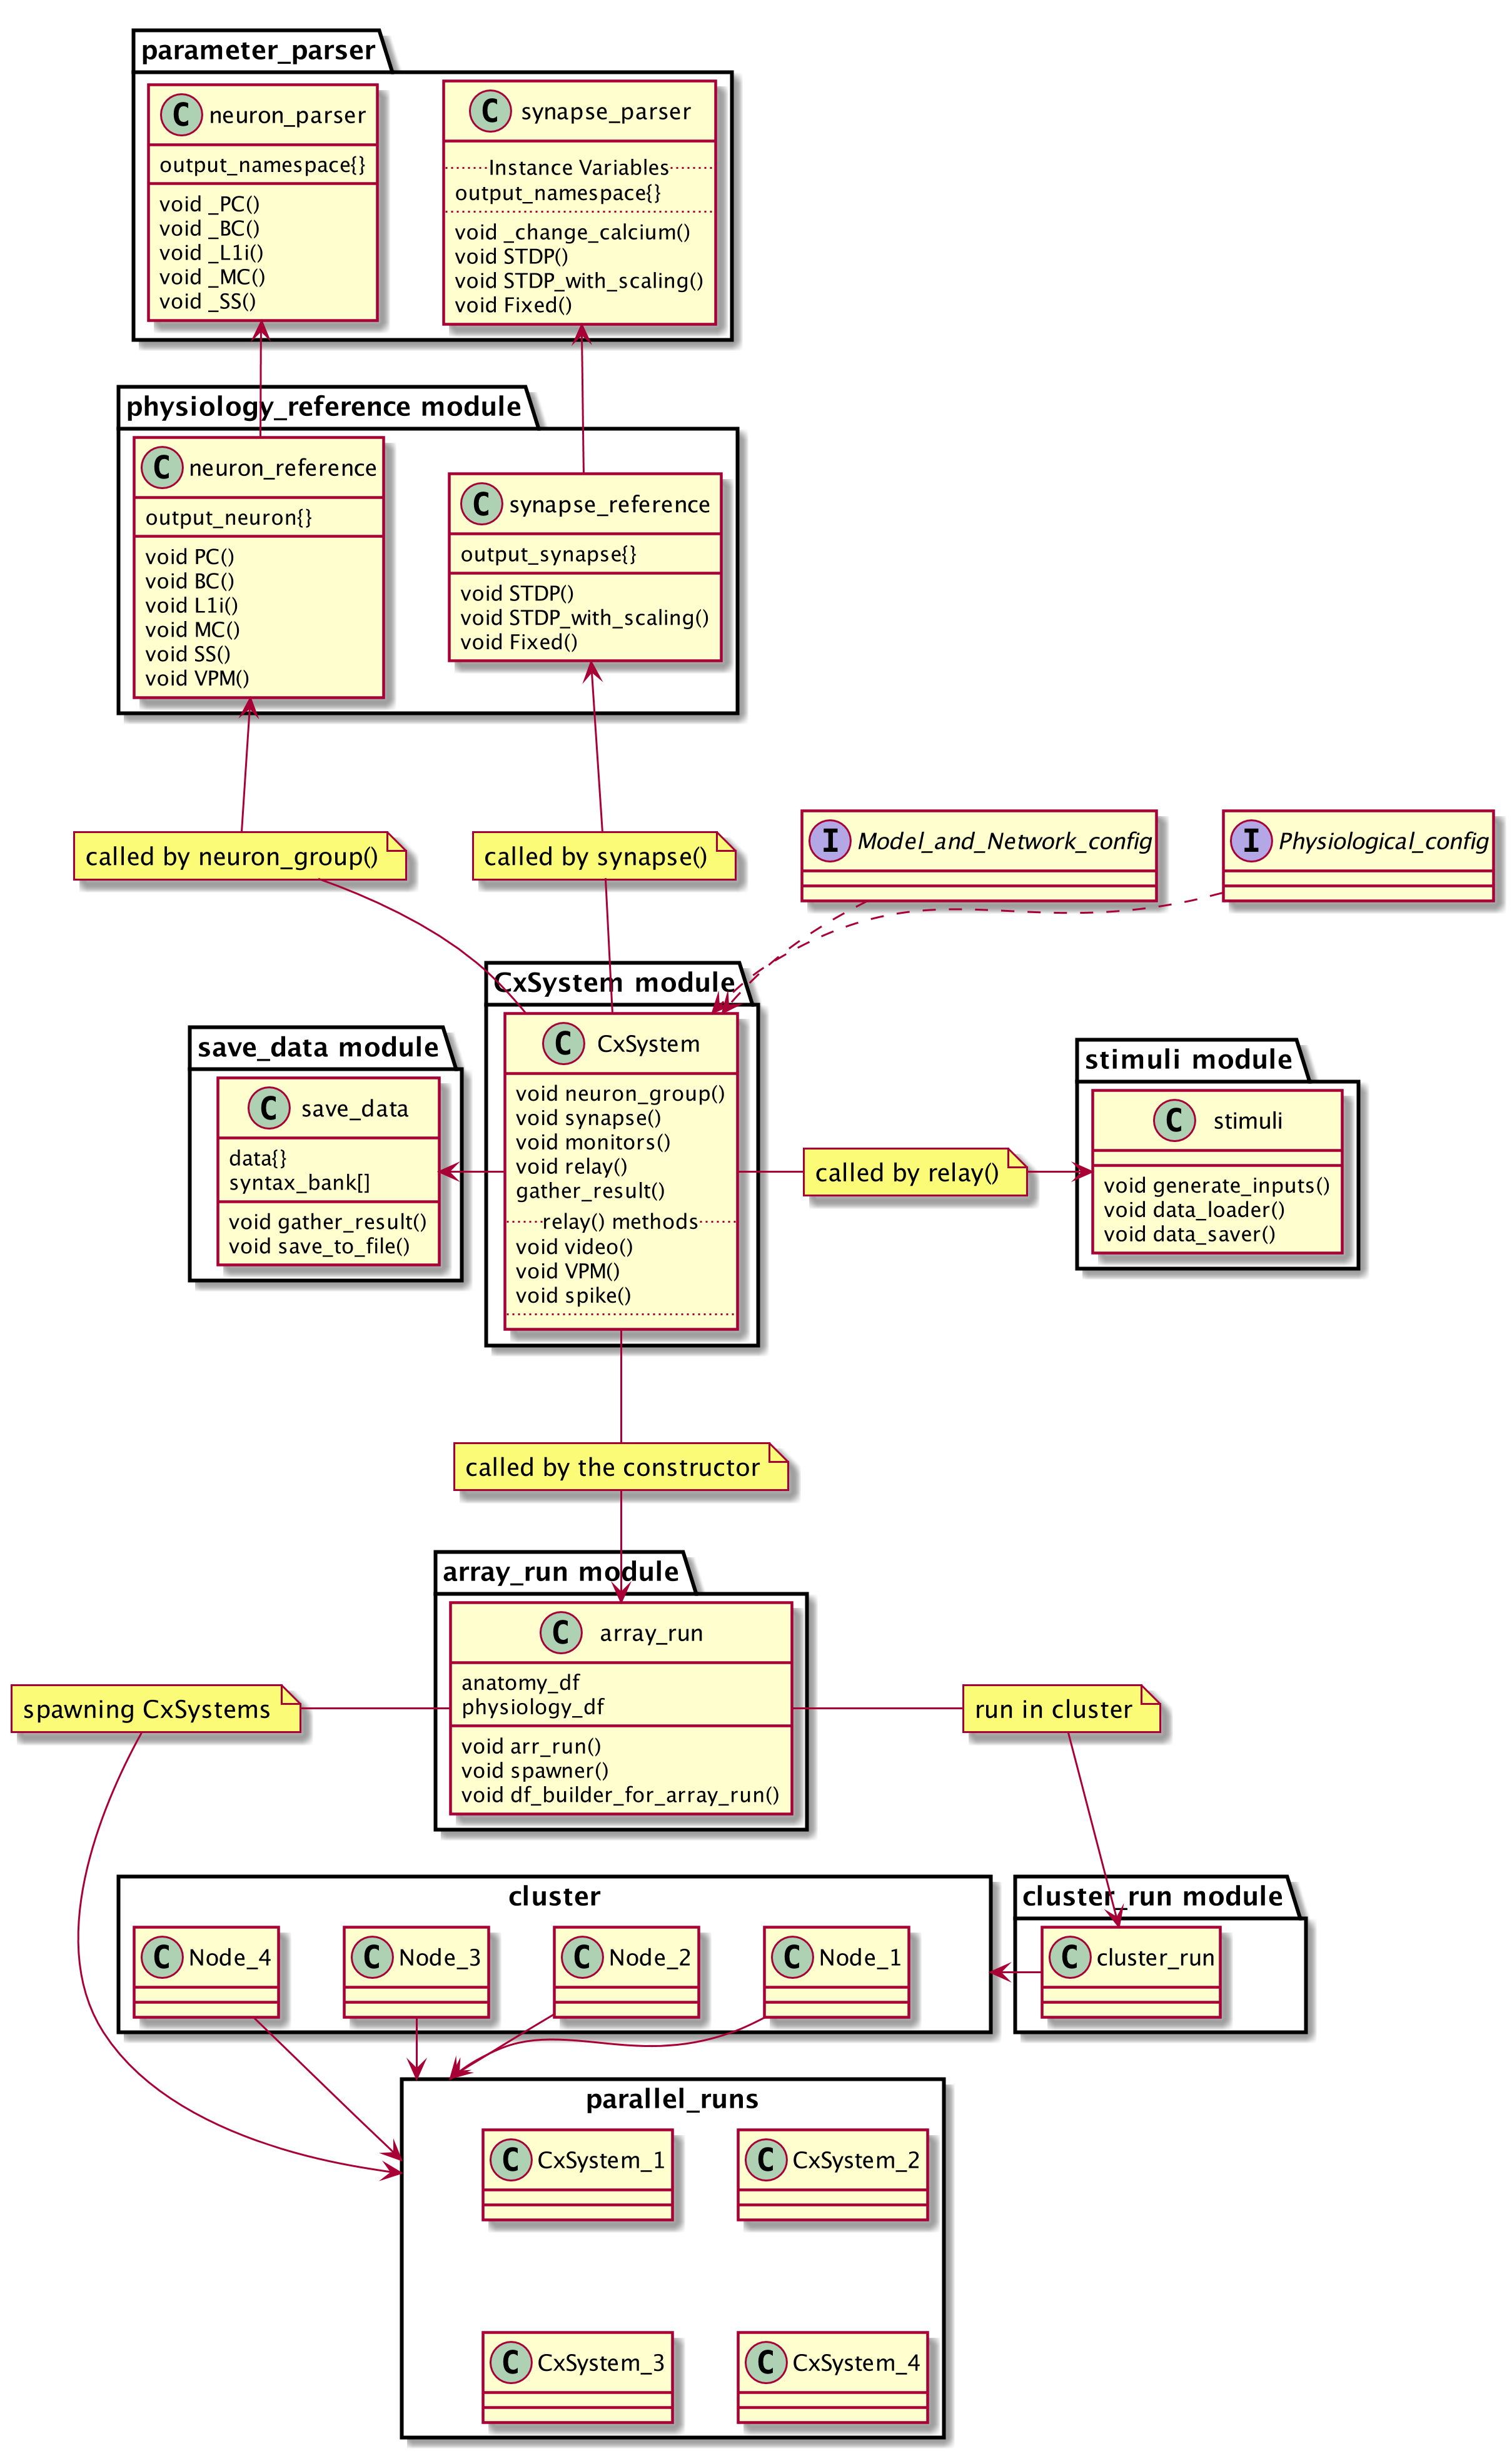 parameter_parser
C neuron_parser
output_namespace{}
void _PC()
void _BC()
void _L1i()
void _MC()
void _SS()
C synapse_parser
Instance Variables
output_namespace{}
void _change_calcium()
void STDP()
void STDP_with_scaling()
void Fixed()
physiology_reference module
C neuron_reference
output_neuron{}
void PC()
void BC()
void L1i()
void MC()
void SS()
void VPM()
C synapse_reference
output_synapse{}
void STDP()
void STDP_with_scaling()
void Fixed()
called by neuron_group()
called by synapse()
I Model_and_Network_config
I Physiological_config
CxSystem module
C CxSystem
void neuron_group()
void synapse()
void monitors()
void relay()
gather_result()
relay() methods
void video()
void VPM()
void spike()
save_data module
C save_data
data{}
syntax_bank[]
void gather_result()
void save_to_file()
called by relay()
stimuli module
C stimuli
void generate_inputs()
void data_loader()
void data_saver()
called by the constructor
array_run module
C array_run
anatomy_df
physiology_df
void arr_run()
void spawner()
void df_builder_for_array_run()
spawning CxSystems
run in cluster
cluster
C Node_4
C Node_3
C Node_2
C Node_1
cluster_run module
C cluster_run
parallel_runs
C CxSystem_1
C CxSystem_2
C CxSystem_3
C CxSystem_4